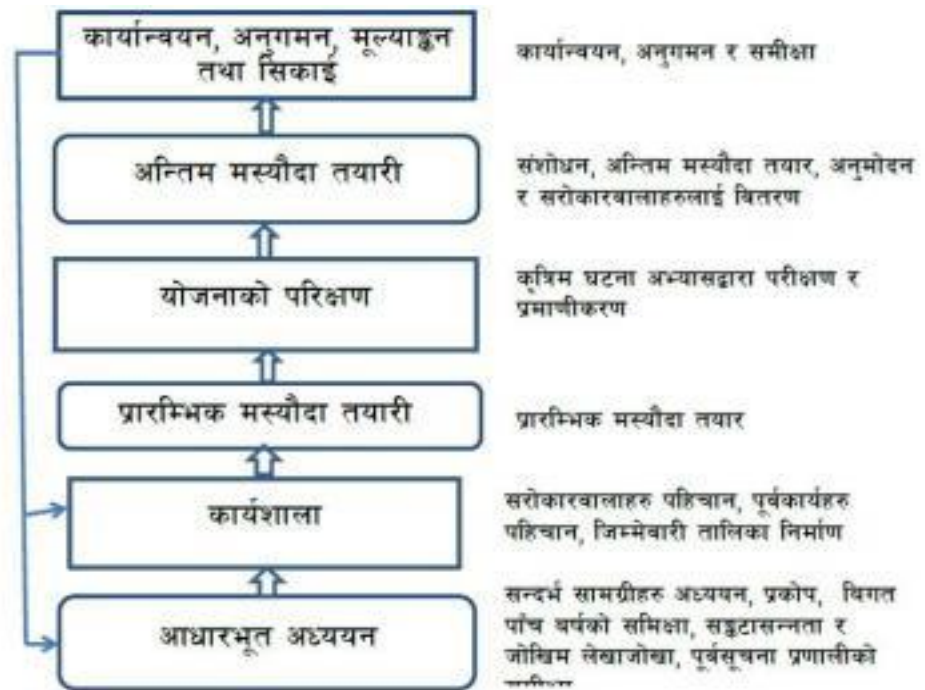 कार्यान्वयन, अनुगमन, मूल्याङ्कन
तथा सिकाई
कार्यान्वयन, अनुगमन र समीक्षा
अन्तिम मस्यौदा तयारी
संशोधन, अन्तिम मस्यौदा तयार, अनुमोदन
र सरोकारवालाहरुलाई वितरण
योजनाको परिक्षण
कृत्रिम घटना अभ्यासद्वारा परीक्षण र
प्रमाणीकरण
प्रारम्भिक मस्यौदा तयारी
प्रारम्भिक मस्यौदा तयार
कार्यशाला
सरोकारवालाहरु पहिचान, पूर्वकार्यहरु
पहिचान, जिम्मेवारी तालिका निर्माण
आधारभूत अध्ययन
सन्दर्भ सामग्रीहरु अध्ययन, प्रकोप, विगत
पाँच बर्षको समिक्षा, सङ्कटासन्नता र
जोखिम लेखाजोखा, पूर्वसूचना प्रणालीको